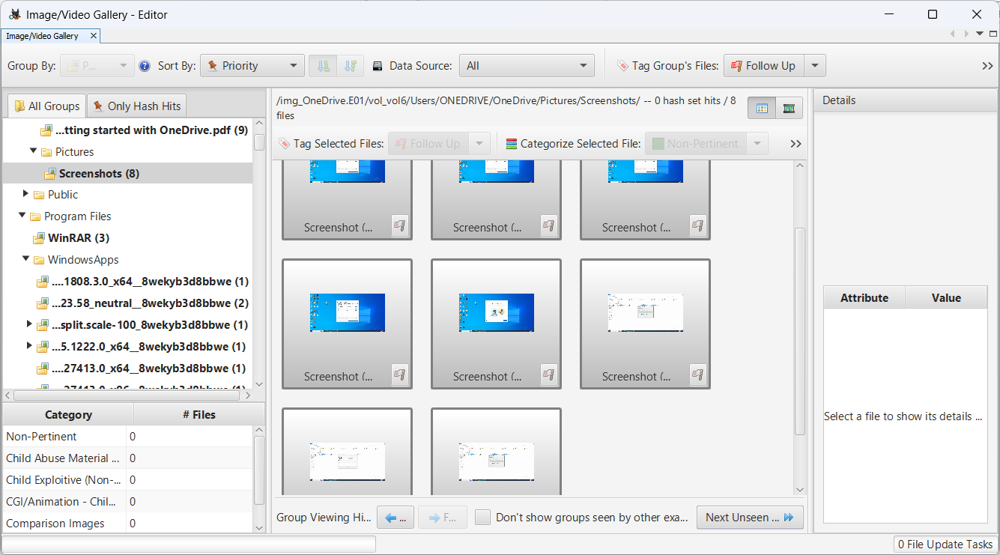 Image/Video Gallery - Editor
Image/Video Gallery
Group By:
P...
Sort By:
Priority
Data Source:
All
Tag Group's Files:
Follow Up
All Groups
Only Hash Hits
...tting started with OneDrive.pdf (9)
Pictures
Screenshots (8)
Public
Program Files
WinRAR (3)
WindowsApps
....1808.3.0_x64__8wekyb3d8bbwe (1)
...23.58_neutral__8wekyb3d8bbwe (2)
...split.scale-100_8wekyb3d8bbwe (1)
...5.1222.0_x64__8wekyb3d8bbwe (1)
....27413.0_x64__8wekyb3d8bbwe (1)
Category # Files
Non-Pertinent 0
Child Abuse Material ... 0
Child Exploitive (Non-... 0
CGI/Animation - Chil... 0
Comparison Images 0
/img_OneDrive.E01/vol_vol6/Users/ONEDRIVE/OneDrive/Pictures/Screenshots/ -- 0 hash set hits / 8
files
Tag Selected Files:
Follow Up
Categorize Selected File:
Non-Pertinent
Screenshot (...
Screenshot (...
Screenshot (...
Screenshot (...
Screenshot (...
Screenshot (...
Group Viewing Hi...
...
F...
Don't show groups seen by other exa...
Next Unseen ...
Details
Attribute Value
Select a file to show its details ...
0 File Update Tasks